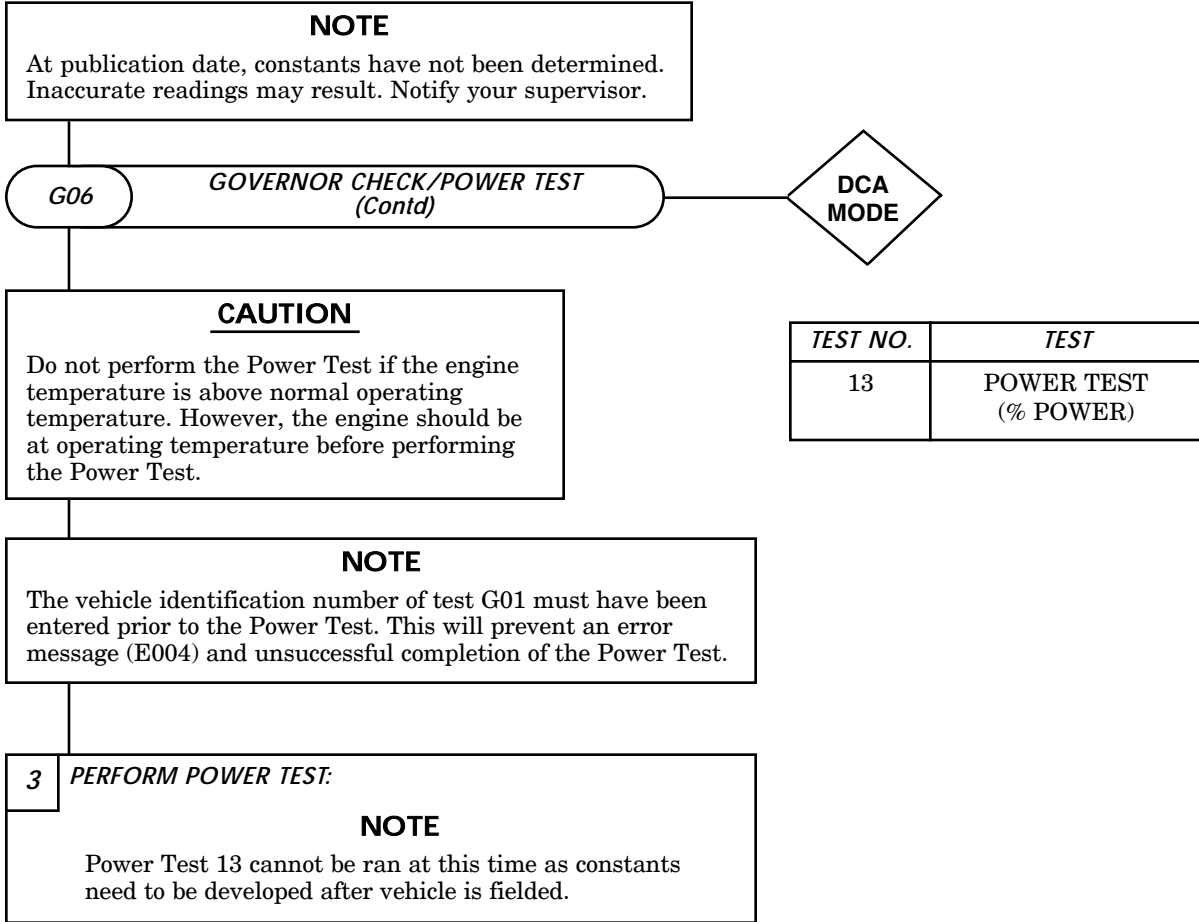 NOTE
At publication date, constants have not been determined.
Inaccurate readings may result. Notify your supervisor.
G06
GOVERNOR CHECK/POWER TEST
(Contd)
DCA
MODE
CAUTION
Do not perform the Power Test if the engine
temperature is above normal operating
temperature. However, the engine should be
at operating temperature before performing
the Power Test.
TEST NO. TEST
13 POWER TEST
(% POWER)
NOTE
The vehicle identification number of test G01 must have been
entered prior to the Power Test. This will prevent an error
message (E004) and unsuccessful completion of the Power Test.
3 PERFORM POWER TEST:
NOTE
Power Test 13 cannot be ran at this time as constants
need to be developed after vehicle is fielded.